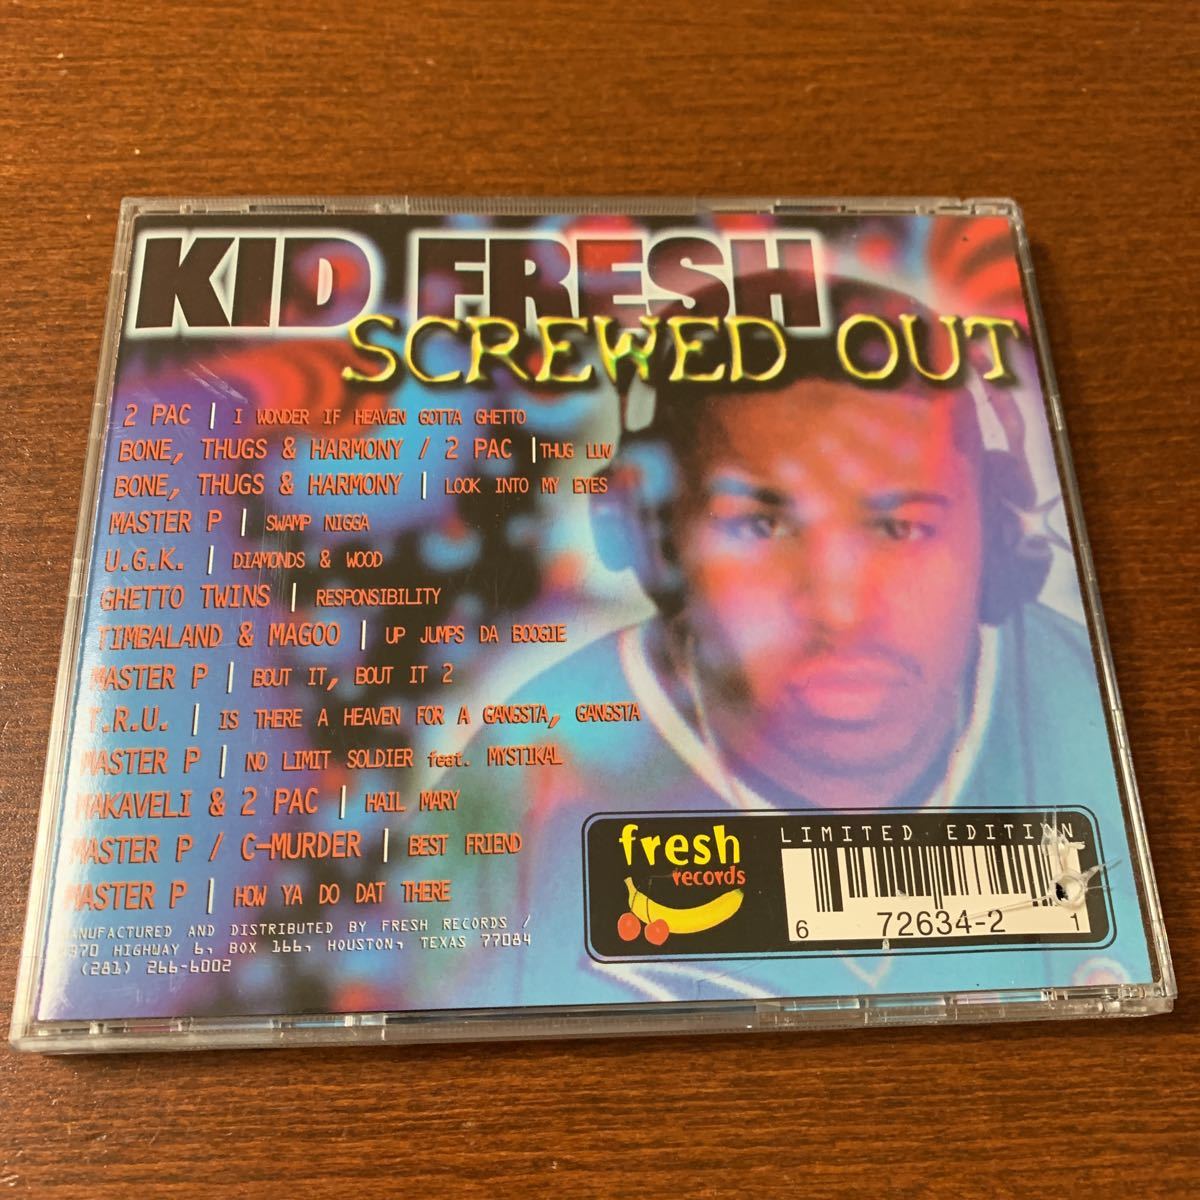 KID FRESH
SCREWED OUT
2 PAC | I WONDER IF HEAVEN GOTTA GHETTO
BONE, THUGS & HARMONY / 2 PAC | THUG LUV
BONE, THUGS & HARMONY | LOOK INTO MY EYES
MASTER P | SWAMP NIGGA
U.G.K. | DIAMONDS & WOOD
GHETTO TWINS | RESPONSIBILITY
TIMBALAND & MAGOO | UP JUMPS DA BOOGIE
MASTER P | BOUT IT, BOUT IT 2
T.R.U. | IS THERE A HEAVEN FOR A GANGSTA, GANGSTA
MASTER P | NO LIMIT SOLDIER feat. MYSTIKAL
MAKAVELI & 2 PAC | HAIL MARY
MASTER P / C-MURDER | BEST FRIEND
MASTER P | HOW YA DO DAT THERE
MANUFACTURED AND DISTRIBUTED BY FRESH RECORDS /
HIGHWAY 6, BOX 166, HOUSTON, TEXAS 77084
(281) 266-6002
fresh
records
LIMITED EDITION
6 72634-2 1